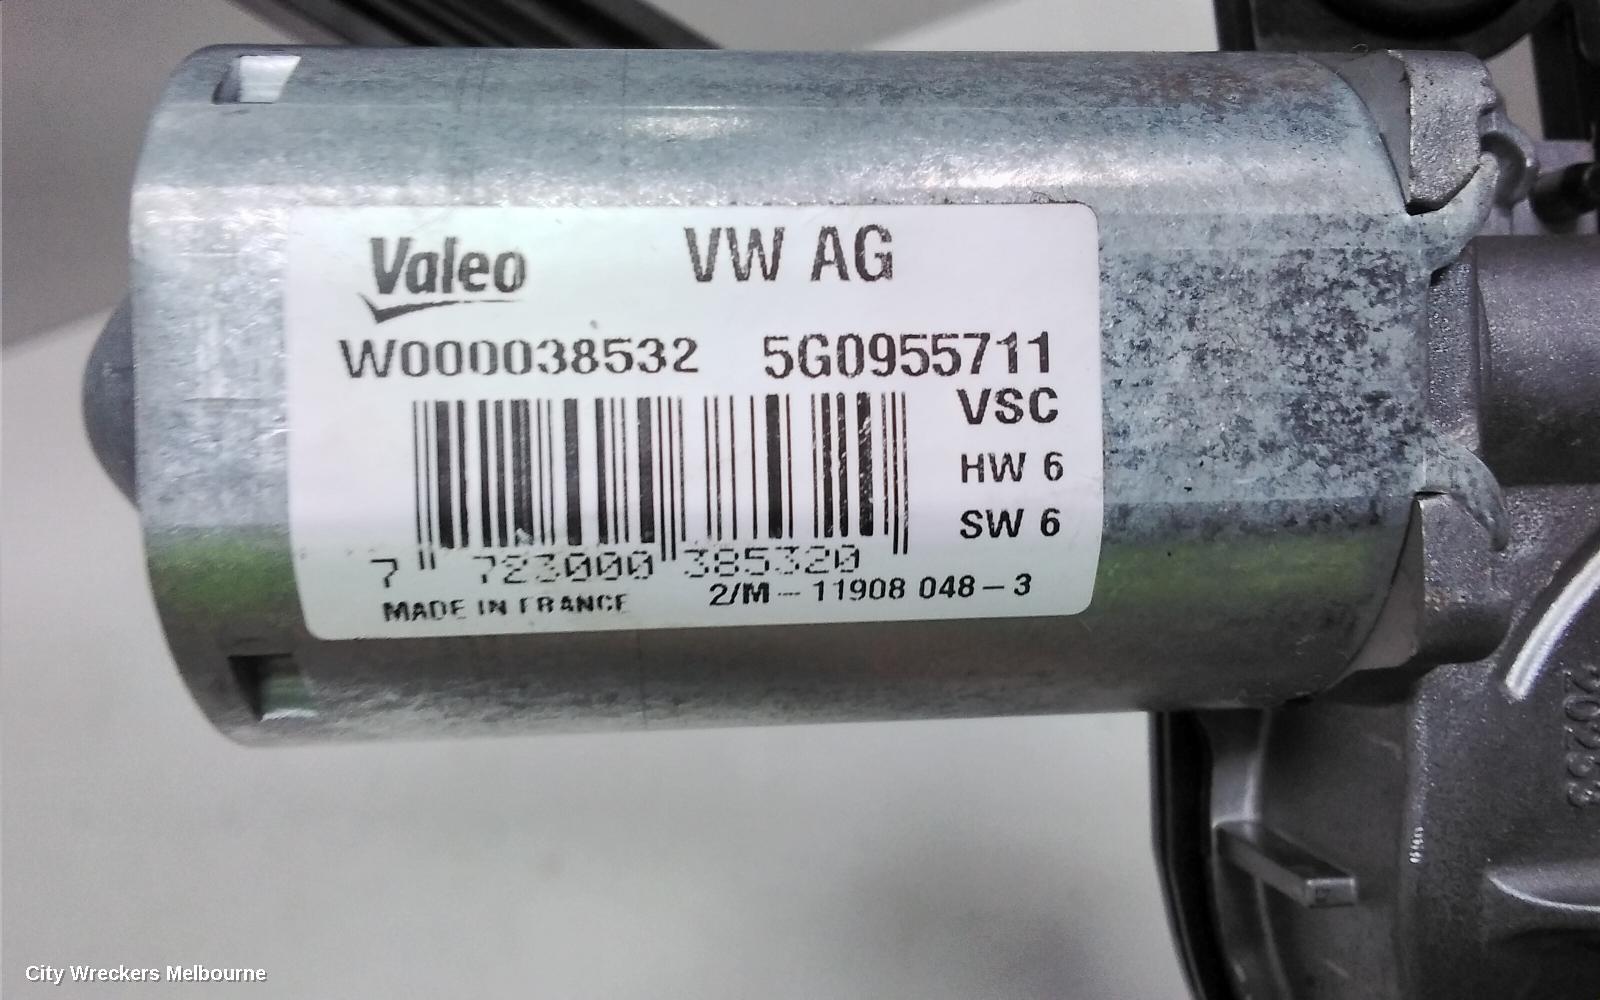 Valeo VW AG
W000038532 5G0955711
VSC
HW 6
SW 6
7 723000 385320
MADE IN FRANCE 2/M - 11908 048 - 3
City Wreckers Melbourne